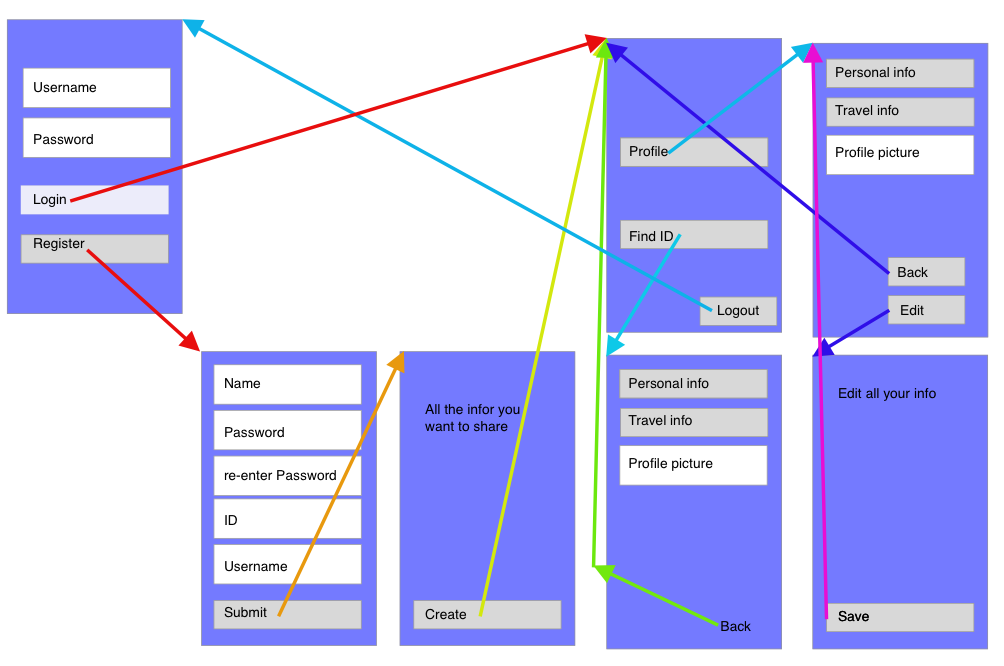 Username
Password
Login
Register
Name
Password
re-enter Password
ID
Username
Submit
All the infor you
want to share
Create
Profile
Find ID
Logout
Personal info
Travel info
Profile picture
Back
Personal info
Travel info
Profile picture
Back
Edit
Edit all your info
Save